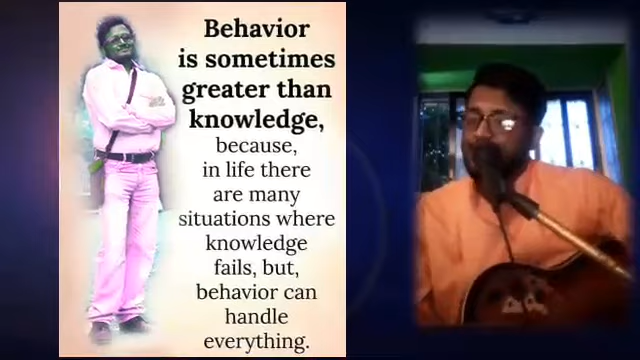 Behavior
is sometimes
greater than
knowledge,
because,
in life there
are many
situations where
knowledge
fails, but,
behavior can
handle
everything.